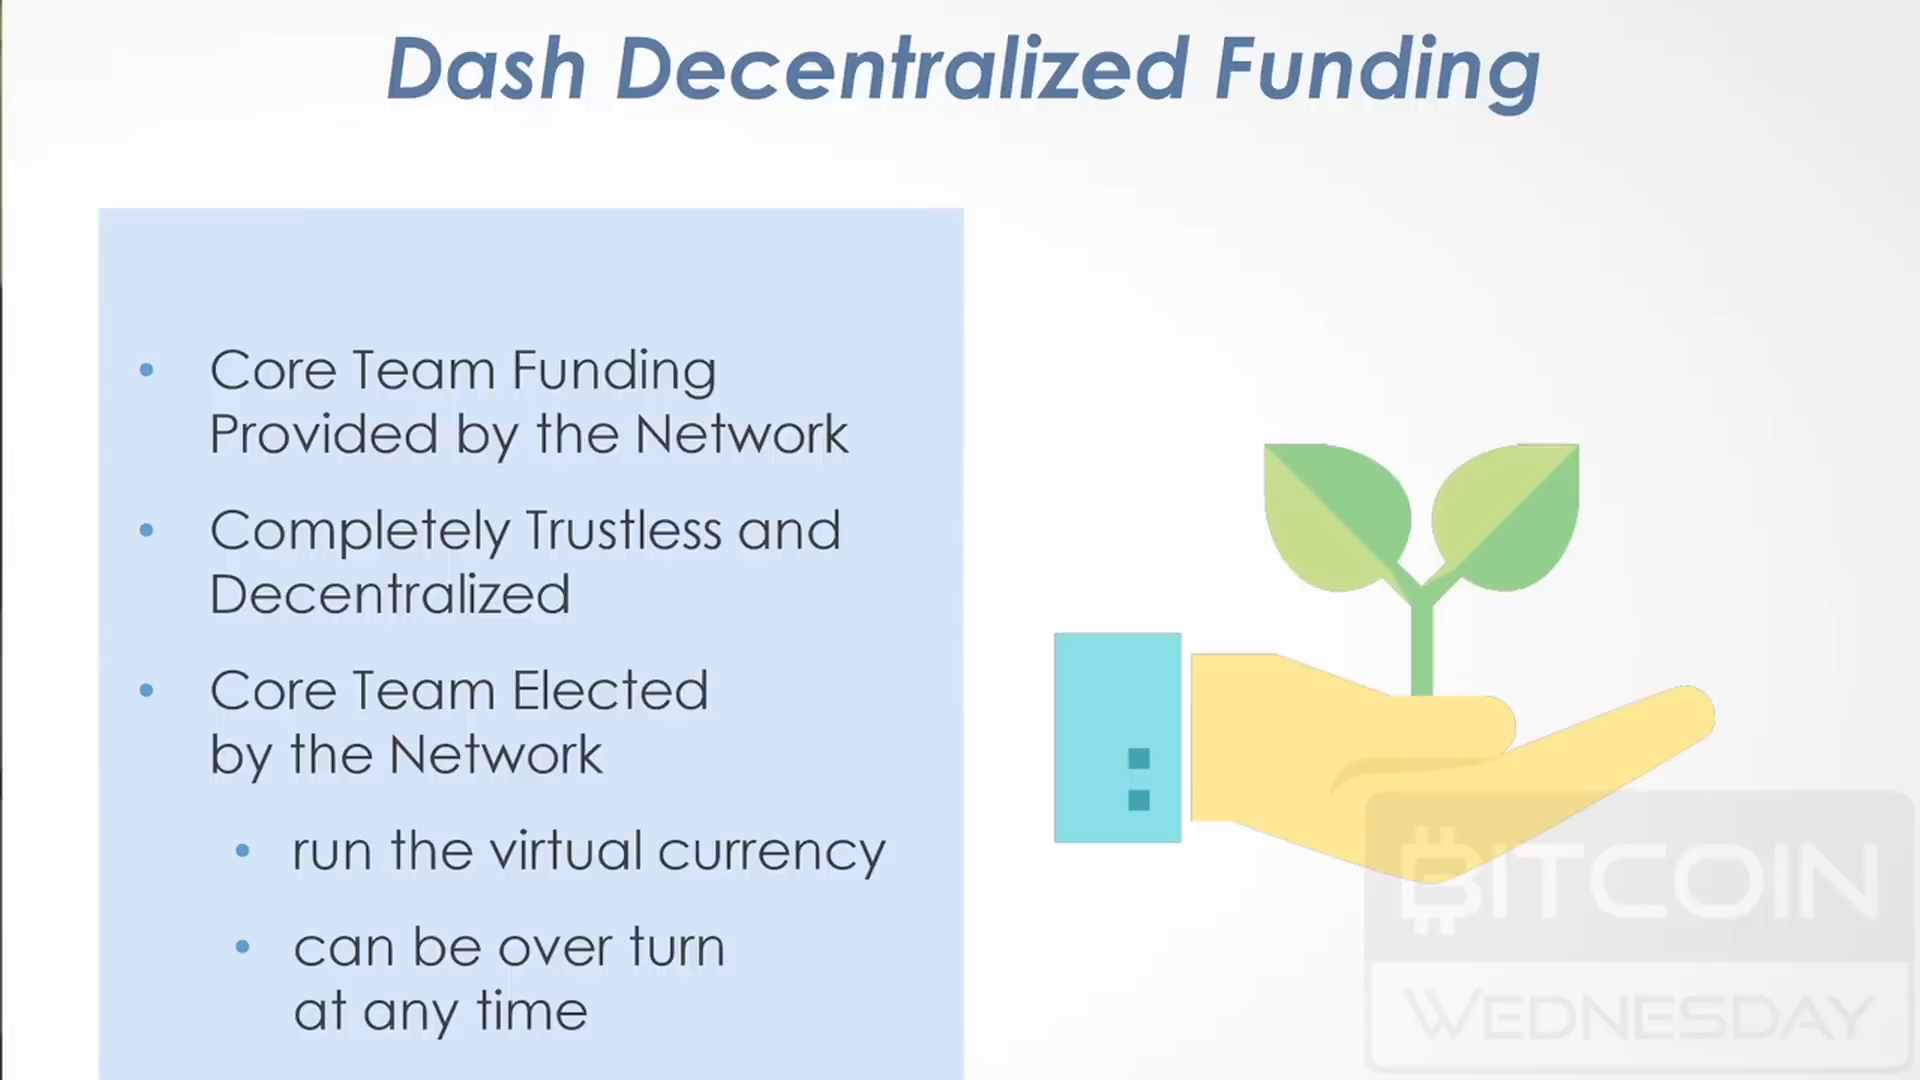 Dash Decentralized Funding
• Core Team Funding
Provided by the Network
• Completely Trustless and
Decentralized
• Core Team Elected
by the Network
• run the virtual currency
• can be over turn
at any time
BITCOIN
WEDNESDAY